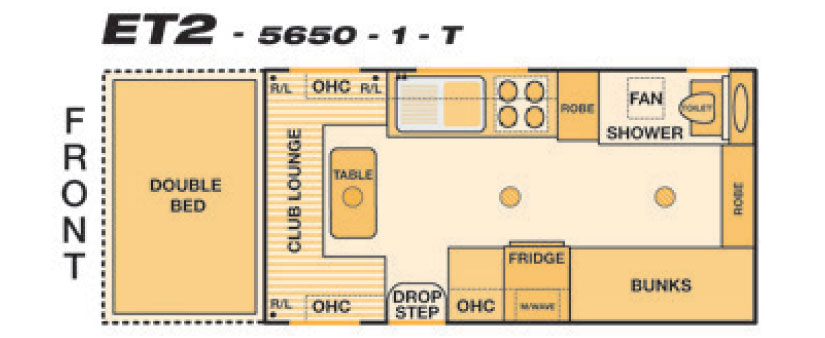 ET2 - 5650 - 1 - T
FRONT
DOUBLE
BED
R/L
OHC
R/L
CLUB LOUNGE
TABLE
R/L
OHC
DROP
STEP
OHC
FRIDGE
M/WAVE
BUNKS
ROBE
FAN
SHOWER
TOILET
ROBE